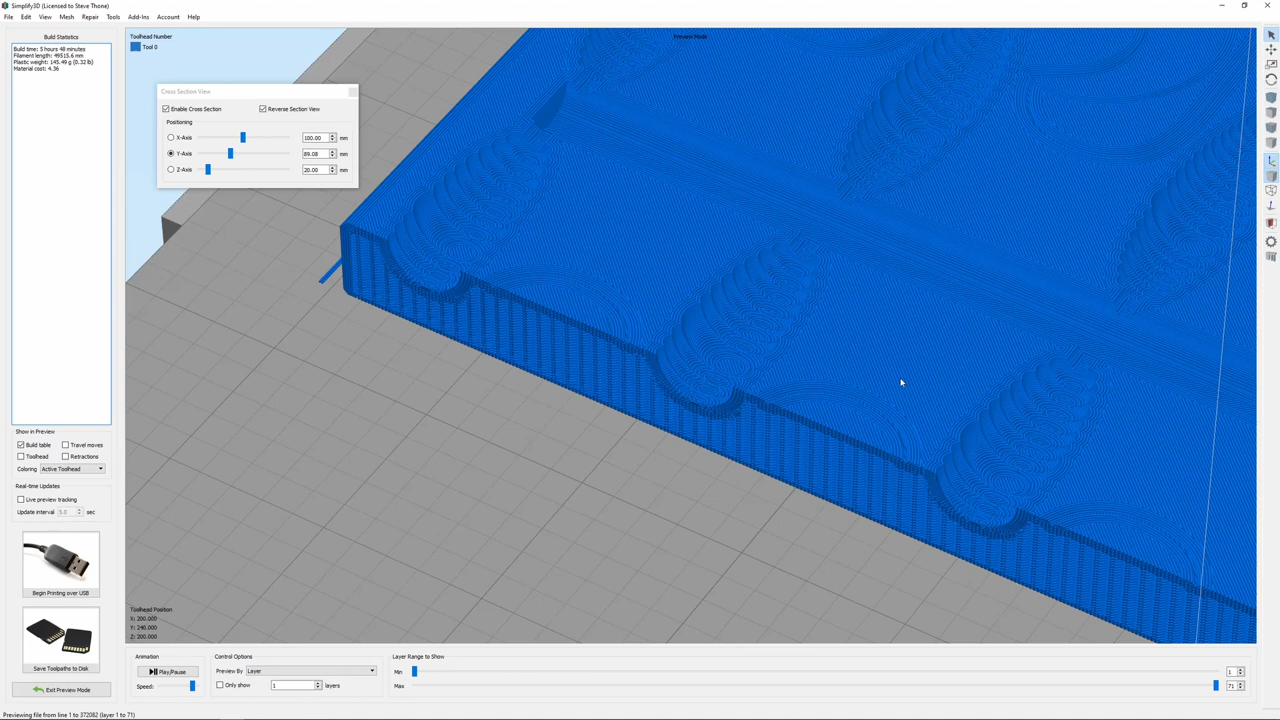 Simplify3D (Licensed to Steve Thone)
File Edit View Mesh Repair Tools Add-Ins Account Help
Build Statistics
Build time: 5 hours 48 minutes
Filament length: 49515.6 mm
Plastic weight: 145.49 g (0.32 lb)
Material cost: 4.36
Toolhead Number
Tool 0
Preview Mode
Cross Section View
Enable Cross Section
Reverse Section View
Positioning
X-Axis 100.00 mm
Y-Axis 89.08 mm
Z-Axis 20.00 mm
Show in Preview
Build table Travel moves
Toolhead Retractions
Coloring Active Toolhead
Real-time Updates
Live preview tracking
Update interval 5.0 sec
Begin Printing over USB
Save Toolpaths to Disk
Exit Preview Mode
Toolhead Position
X: 200.000
Y: 240.000
Z: 200.000
Animation
Play/Pause
Speed:
Control Options
Preview By Layer
Only show 1 layers
Layer Range to Show
Min 1
Max 71
Previewing file from line 1 to 372082 (layer 1 to 71)